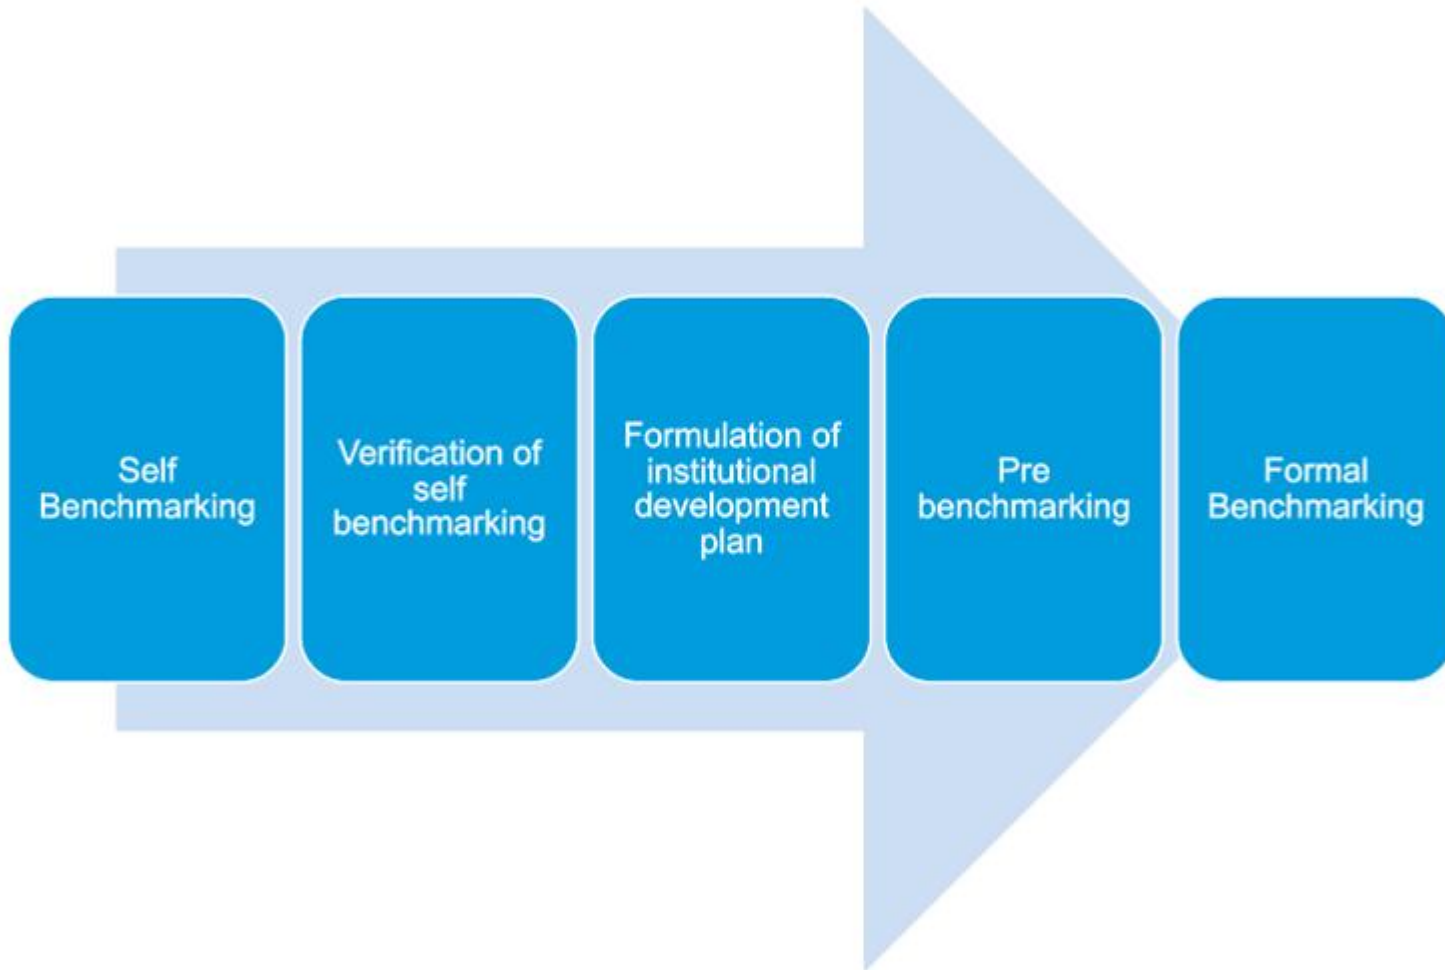 Self
Benchmarking
Verification of
self
benchmarking
Formulation of
institutional
development
plan
Pre
benchmarking
Formal
Benchmarking